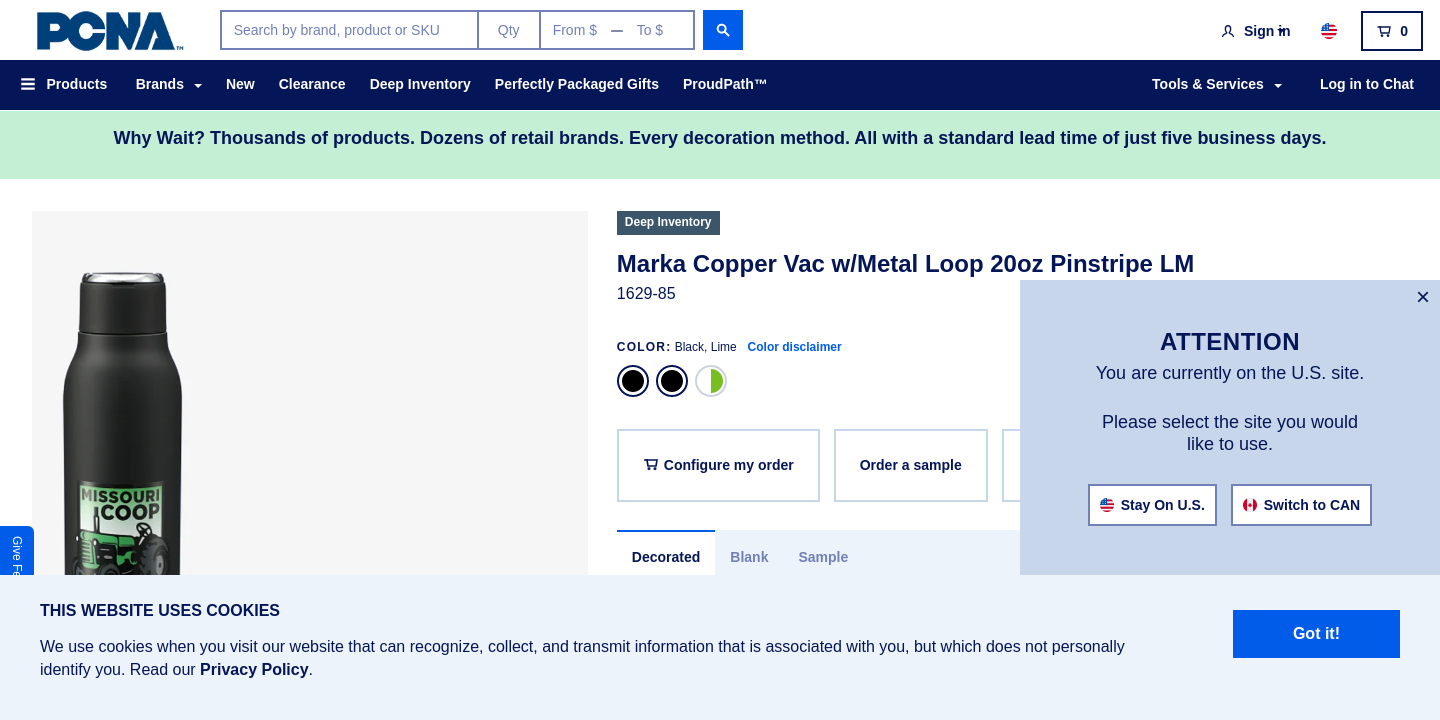 PCNA™
Search by brand, product or SKU
Qty
From $ — To $
Sign in
0
Products
Brands
New
Clearance
Deep Inventory
Perfectly Packaged Gifts
ProudPath™
Tools & Services
Log in to Chat
Why Wait? Thousands of products. Dozens of retail brands. Every decoration method. All with a standard lead time of just five business days.
Deep Inventory
Marka Copper Vac w/Metal Loop 20oz Pinstripe LM
1629-85
COLOR: Black, Lime Color disclaimer
Configure my order
Order a sample
Decorated
Blank
Sample
MISSOURI
COOP
×
ATTENTION
You are currently on the U.S. site.
Please select the site you would
like to use.
Stay On U.S.
Switch to CAN
Give
THIS WEBSITE USES COOKIES
We use cookies when you visit our website that can recognize, collect, and transmit information that is associated with you, but which does not personally
identify you. Read our Privacy Policy.
Got it!